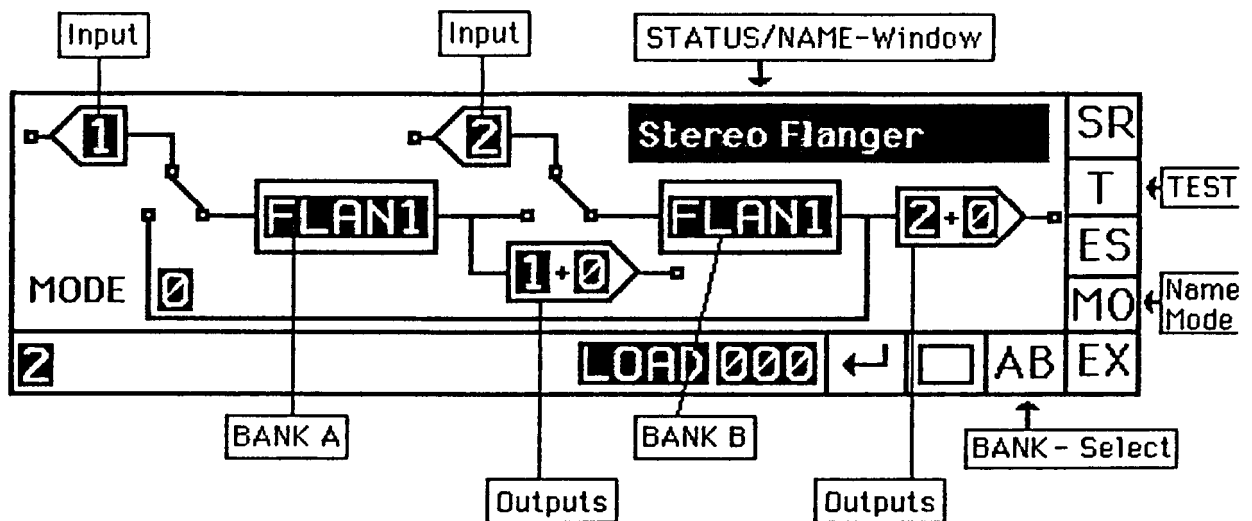 Input
Input
STATUS/NAME-Window
1
2
Stereo Flanger
SR
T
TEST
FLAN1
FLAN1
2+0
ES
1+0
MODE 0
MO
Name
Mode
2
LOAD 000
AB
EX
BANK A
BANK B
BANK - Select
Outputs
Outputs